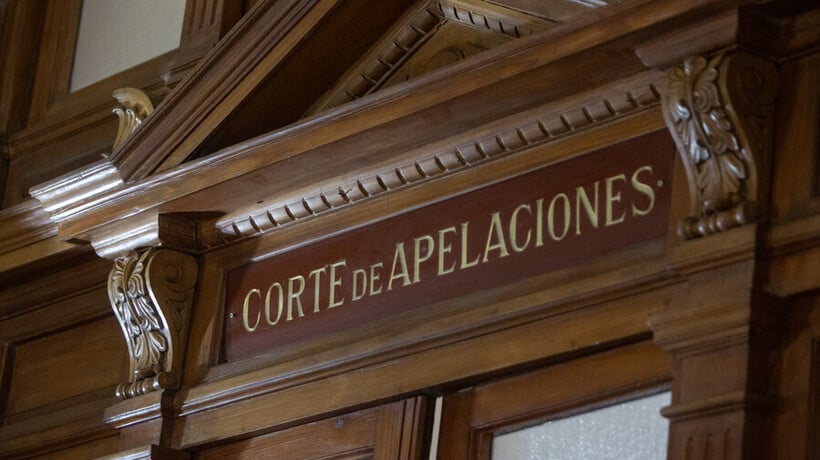 CORTE DE APELACIONES.